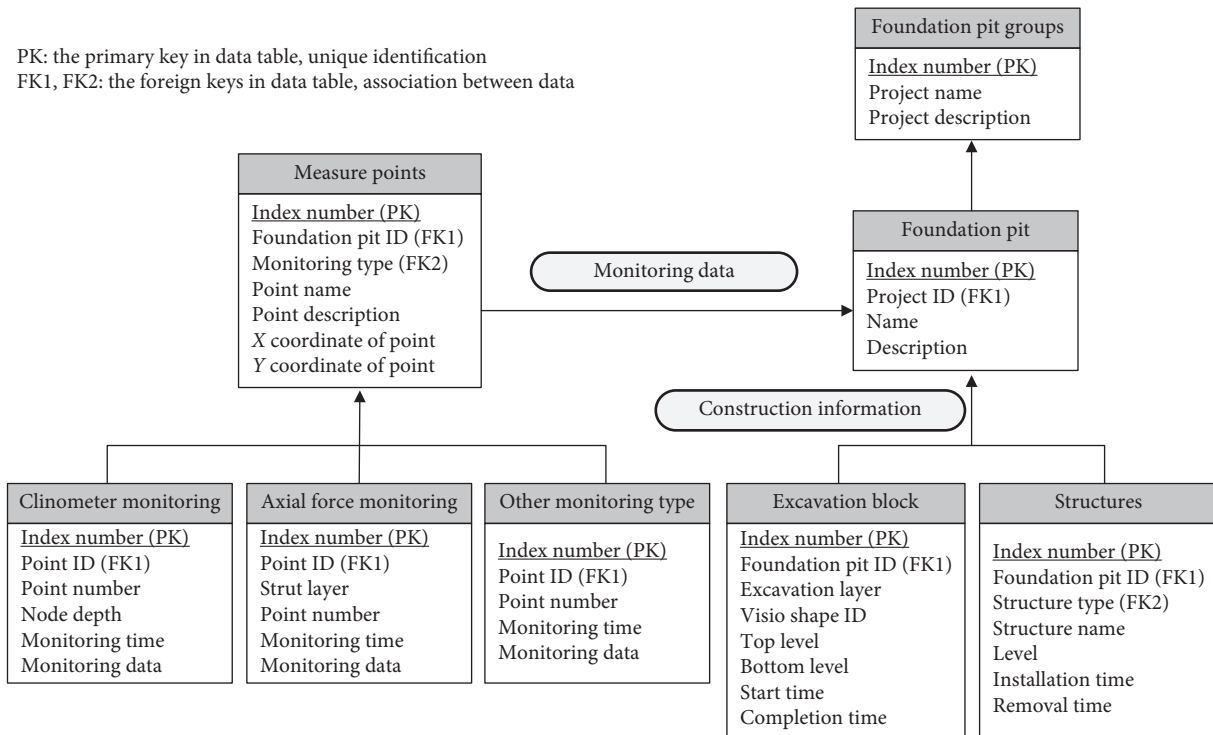 PK: the primary key in data table, unique identification
FK1, FK2: the foreign keys in data table, association between data
Foundation pit groups
Index number (PK)
Project name
Project description
Measure points
Index number (PK)
Foundation pit ID (FK1)
Monitoring type (FK2)
Point name
Point description
X coordinate of point
Y coordinate of point
Monitoring data
Foundation pit
Index number (PK)
Project ID (FK1)
Name
Description
Construction information
Clinometer monitoring
Index number (PK)
Point ID (FK1)
Point number
Node depth
Monitoring time
Monitoring data
Axial force monitoring
Index number (PK)
Point ID (FK1)
Strut layer
Point number
Monitoring time
Monitoring data
Other monitoring type
Index number (PK)
Point ID (FK1)
Point number
Monitoring time
Monitoring data
Excavation block
Index number (PK)
Foundation pit ID (FK1)
Excavation layer
Visio shape ID
Top level
Bottom level
Start time
Completion time
Structures
Index number (PK)
Foundation pit ID (FK1)
Structure type (FK2)
Structure name
Level
Installation time
Removal time